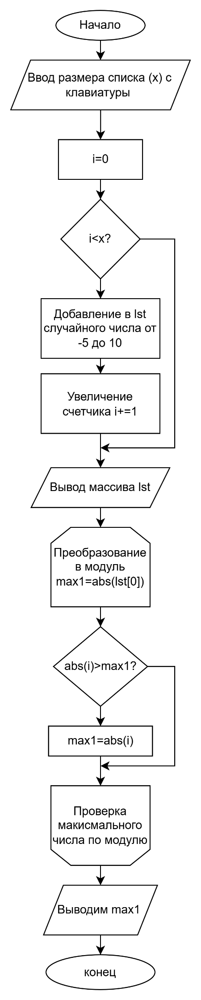 Начало
Ввод размера списка (x) с
клавиатуры
i=0
i<x?
Добавление в lst
случайного числа от
-5 до 10
Увеличение
счетчика i+=1
Вывод массива lst
Преобразование
в модуль
max1=abs(lst[0])
abs(i)>max1?
max1=abs(i)
Проверка
макисмального
числа по модулю
Выводим max1
конец